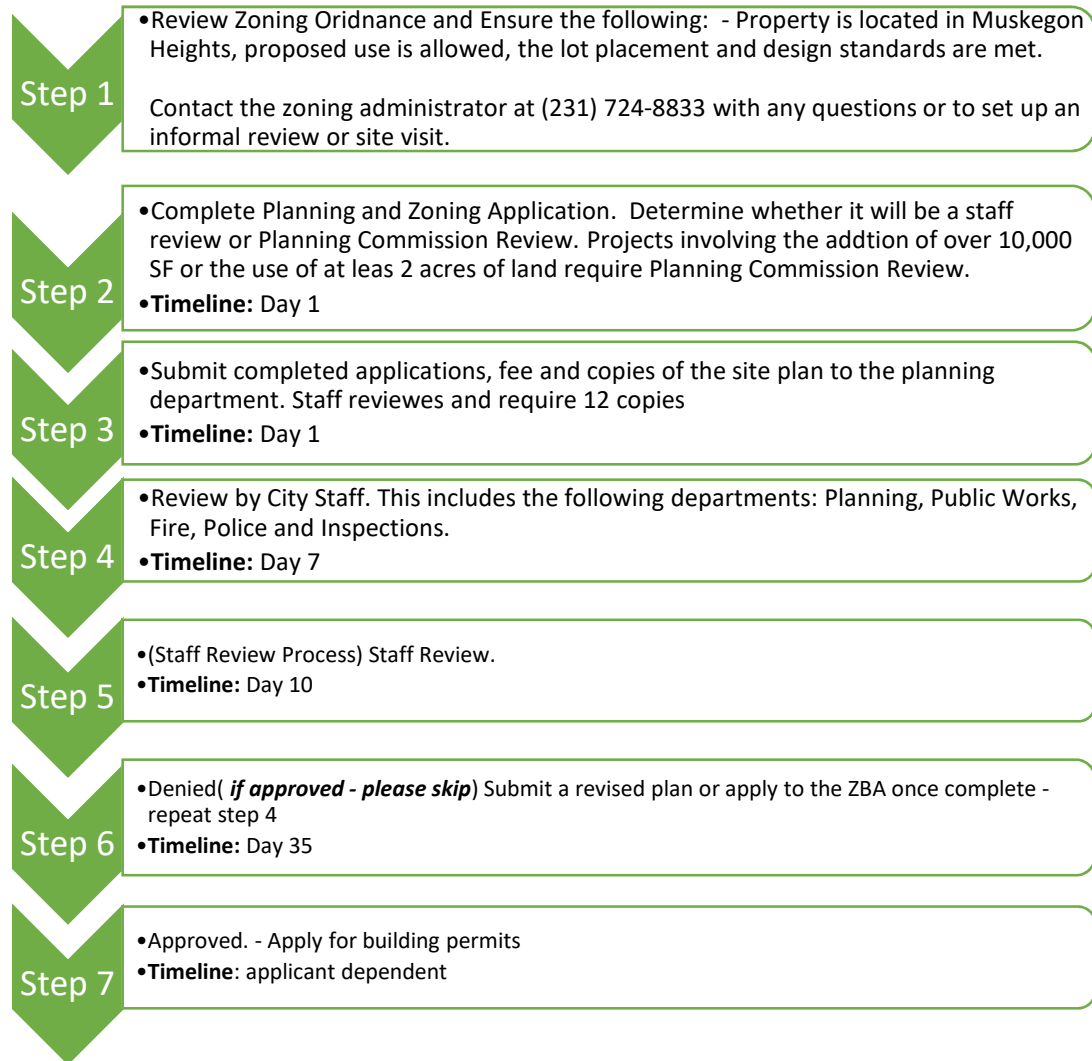 Step 1
•Review Zoning Oridnance and Ensure the following:  - Property is located in Muskegon
Heights, proposed use is allowed, the lot placement and design standards are met.
Contact the zoning administrator at (231) 724-8833 with any questions or to set up an
informal review or site visit.
Step 2
•Complete Planning and Zoning Application.  Determine whether it will be a staff
review or Planning Commission Review. Projects involving the addtion of over 10,000
SF or the use of at leas 2 acres of land require Planning Commission Review.
•Timeline: Day 1
Step 3
•Submit completed applications, fee and copies of the site plan to the planning
department. Staff reviewes and require 12 copies
•Timeline: Day 1
Step 4
•Review by City Staff. This includes the following departments: Planning, Public Works,
Fire, Police and Inspections.
•Timeline: Day 7
Step 5
•(Staff Review Process) Staff Review.
•Timeline: Day 10
Step 6
•Denied( if approved - please skip) Submit a revised plan or apply to the ZBA once complete -
repeat step 4
•Timeline: Day 35
Step 7
•Approved. - Apply for building permits
•Timeline: applicant dependent